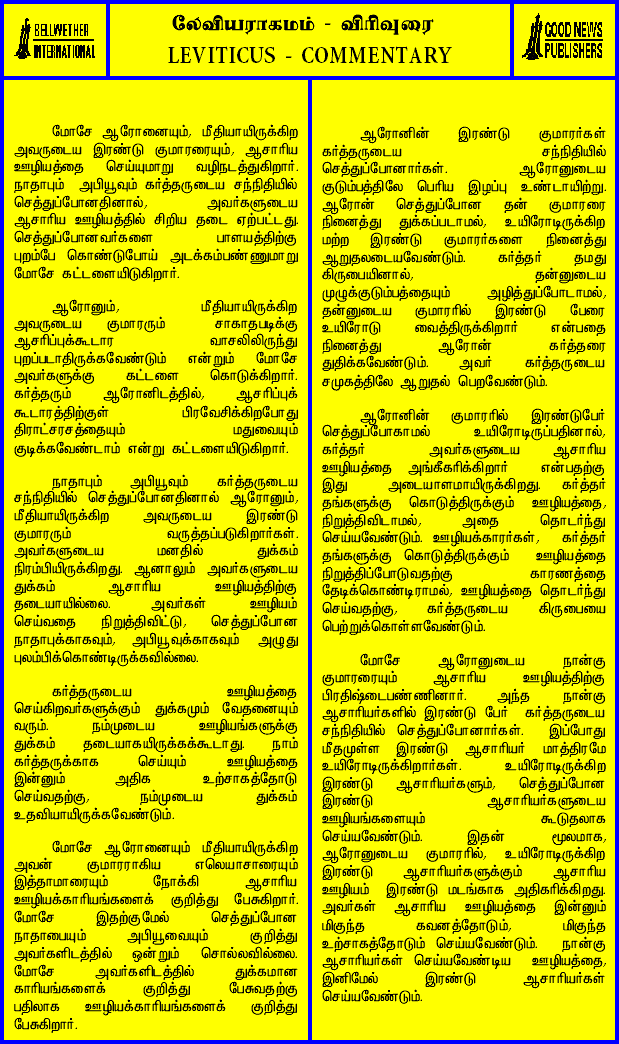 BELLWETHER
INTERNATIONAL
லேவியராகமம் - விரிவுரை
LEVITICUS - COMMENTARY
GOOD NEWS
PUBLISHERS
மோசே ஆரோனையும், மீதியாயிருக்கிற
அவருடைய இரண்டு குமாரரையும், ஆசாரிய
ஊழியத்தை செய்யுமாறு வழிநடத்துகிறார்.
நாதாபும் அபியூவும் கர்த்தருடைய சந்நிதியில்
செத்துப்போனதினால், அவர்களுடைய
ஆசாரிய ஊழியத்தில் சிறிய தடை ஏற்பட்டது.
செத்துப்போனவர்களை பாளயத்திற்கு
புறம்பே கொண்டுபோய் அடக்கம்பண்ணுமாறு
மோசே கட்டளையிடுகிறார்.
ஆரோனும், மீதியாயிருக்கிற
அவருடைய குமாரரும் சாகாதபடிக்கு
ஆசரிப்புக்கூடார வாசலிலிருந்து
புறப்படாதிருக்கவேண்டும் என்றும் மோசே
அவர்களுக்கு கட்டளை கொடுக்கிறார்.
கர்த்தரும் ஆரோனிடத்தில், ஆசரிப்புக்
கூடாரத்திற்குள் பிரவேசிக்கிறபோது
திராட்சரசத்தையும் மதுவையும்
குடிக்கவேண்டாம் என்று கட்டளையிடுகிறார்.
நாதாபும் அபியூவும் கர்த்தருடைய
சந்நிதியில் செத்துப்போனதினால் ஆரோனும்,
மீதியாயிருக்கிற அவருடைய இரண்டு
குமாரரும் வருத்தப்படுகிறார்கள்.
அவர்களுடைய மனதில் துக்கம்
நிரம்பியிருக்கிறது. ஆனாலும் அவர்களுடைய
துக்கம் ஆசாரிய ஊழியத்திற்கு
தடையாயில்லை. அவர்கள் ஊழியம்
செய்வதை நிறுத்திவிட்டு, செத்துப்போன
நாதாபுக்காகவும், அபியூவுக்காகவும் அழுது
புலம்பிக்கொண்டிருக்கவில்லை.
கர்த்தருடைய ஊழியத்தை
செய்கிறவர்களுக்கும் துக்கமும் வேதனையும்
வரும். நம்முடைய ஊழியங்களுக்கு
துக்கம் தடையாகயிருக்கக்கூடாது. நாம்
கர்த்தருக்காக செய்யும் ஊழியத்தை
இன்னும் அதிக உற்சாகத்தோடு
செய்வதற்கு, நம்முடைய துக்கம்
உதவியாயிருக்கவேண்டும்.
மோசே ஆரோனையும் மீதியாயிருக்கிற
அவன் குமாரராகிய எலெயாசாரையும்
இத்தாமாரையும் நோக்கி ஆசாரிய
ஊழியக்காரியங்களைக் குறித்து பேசுகிறார்.
மோசே இதற்குமேல் செத்துப்போன
நாதாபையும் அபியூவையும் குறித்து
அவர்களிடத்தில் ஒன்றும் சொல்லவில்லை.
மோசே அவர்களிடத்தில் துக்கமான
காரியங்களைக் குறித்து பேசுவதற்கு
பதிலாக ஊழியக்காரியங்களைக் குறித்து
பேசுகிறார்.
ஆரோனின் இரண்டு குமாரர்கள்
கர்த்தருடைய சந்நிதியில்
செத்துப்போனார்கள். ஆரோனுடைய
குடும்பத்திலே பெரிய இழப்பு உண்டாயிற்று.
ஆரோன் செத்துப்போன தன் குமாரரை
நினைத்து துக்கப்படாமல், உயிரோடிருக்கிற
மற்ற இரண்டு குமாரர்களை நினைத்து
ஆறுதலடையவேண்டும். கர்த்தர் தமது
கிருபையினால், தன்னுடைய
முழுக்குடும்பத்தையும் அழித்துப்போடாமல்,
தன்னுடைய குமாரரில் இரண்டு பேரை
உயிரோடு வைத்திருக்கிறார் என்பதை
நினைத்து ஆரோன் கர்த்தரை
துதிக்கவேண்டும். அவர் கர்த்தருடைய
சமுகத்திலே ஆறுதல் பெறவேண்டும்.
ஆரோனின் குமாரரில் இரண்டுபேர்
செத்துப்போகாமல் உயிரோடிருப்பதினால்,
கர்த்தர் அவர்களுடைய ஆசாரிய
ஊழியத்தை அங்கீகரிக்கிறார் என்பதற்கு
இது அடையாளமாயிருக்கிறது. கர்த்தர்
தங்களுக்கு கொடுத்திருக்கும் ஊழியத்தை,
நிறுத்திவிடாமல், அதை தொடர்ந்து
செய்யவேண்டும். ஊழியக்காரர்கள், கர்த்தர்
தங்களுக்கு கொடுத்திருக்கும் ஊழியத்தை
நிறுத்திப்போடுவதற்கு காரணத்தை
தேடிக்கொண்டிராமல், ஊழியத்தை தொடர்ந்து
செய்வதற்கு, கர்த்தருடைய கிருபையை
பெற்றுக்கொள்ளவேண்டும்.
மோசே ஆரோனுடைய நான்கு
குமாரரையும் ஆசாரிய ஊழியத்திற்கு
பிரதிஷ்டைபண்ணினார். அந்த நான்கு
ஆசாரியர்களில் இரண்டு பேர் கர்த்தருடைய
சந்நிதியில் செத்துப்போனார்கள். இப்போது
மீதமுள்ள இரண்டு ஆசாரியர் மாத்திரமே
உயிரோடிருக்கிறார்கள். உயிரோடிருக்கிற
இரண்டு ஆசாரியர்களும், செத்துப்போன
இரண்டு ஆசாரியர்களுடைய
ஊழியங்களையும் கூடுதலாக
செய்யவேண்டும். இதன் மூலமாக,
ஆரோனுடைய குமாரரில், உயிரோடிருக்கிற
இரண்டு ஆசாரியர்களுக்கும் ஆசாரிய
ஊழியம் இரண்டு மடங்காக அதிகரிக்கிறது.
அவர்கள் ஆசாரிய ஊழியத்தை இன்னும்
மிகுந்த கவனத்தோடும், மிகுந்த
உற்சாகத்தோடும் செய்யவேண்டும். நான்கு
ஆசாரியர்கள் செய்யவேண்டிய ஊழியத்தை,
இனிமேல் இரண்டு ஆசாரியர்கள்
செய்யவேண்டும்.